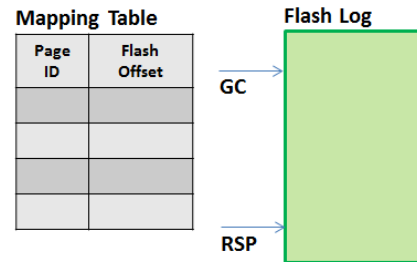 Mapping Table
Page ID
Flash Offset
Flash Log
GC
RSP